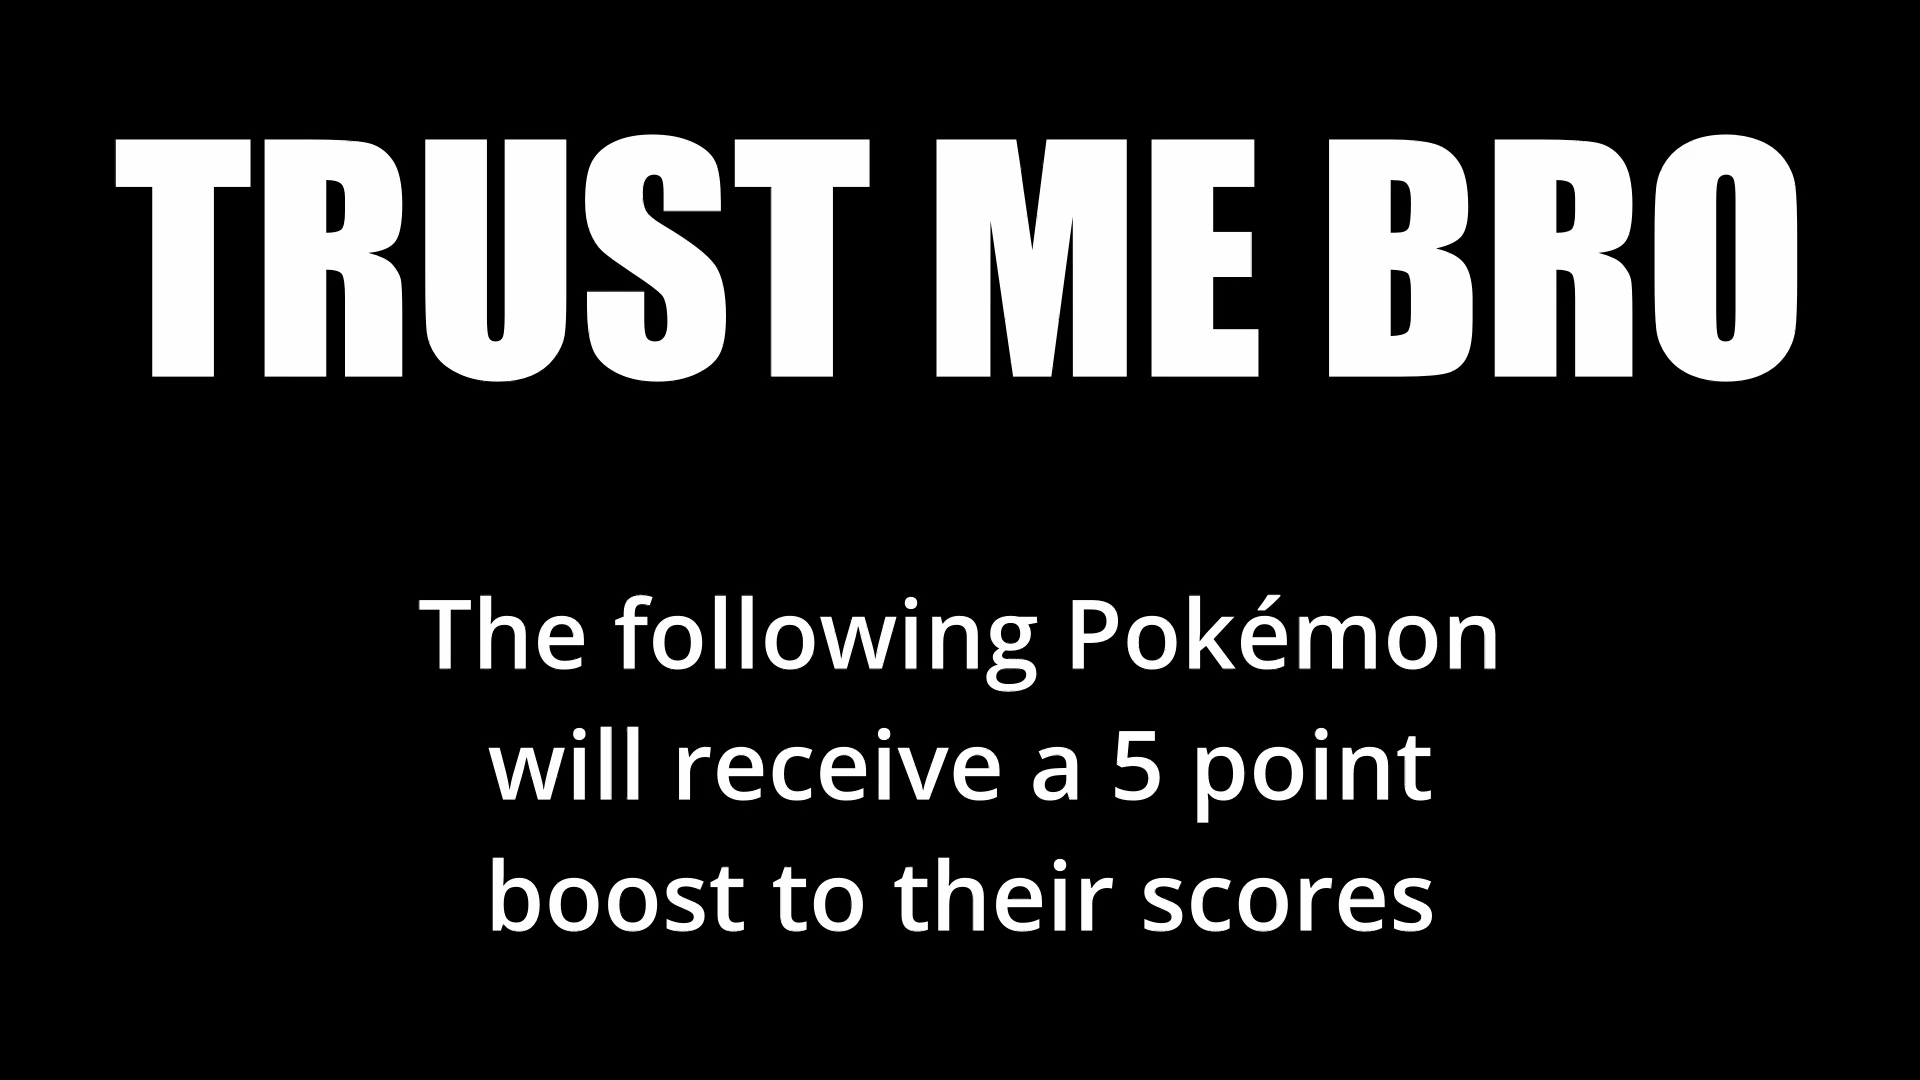 TRUST ME BRO
The following Pokémon
will receive a 5 point
boost to their scores